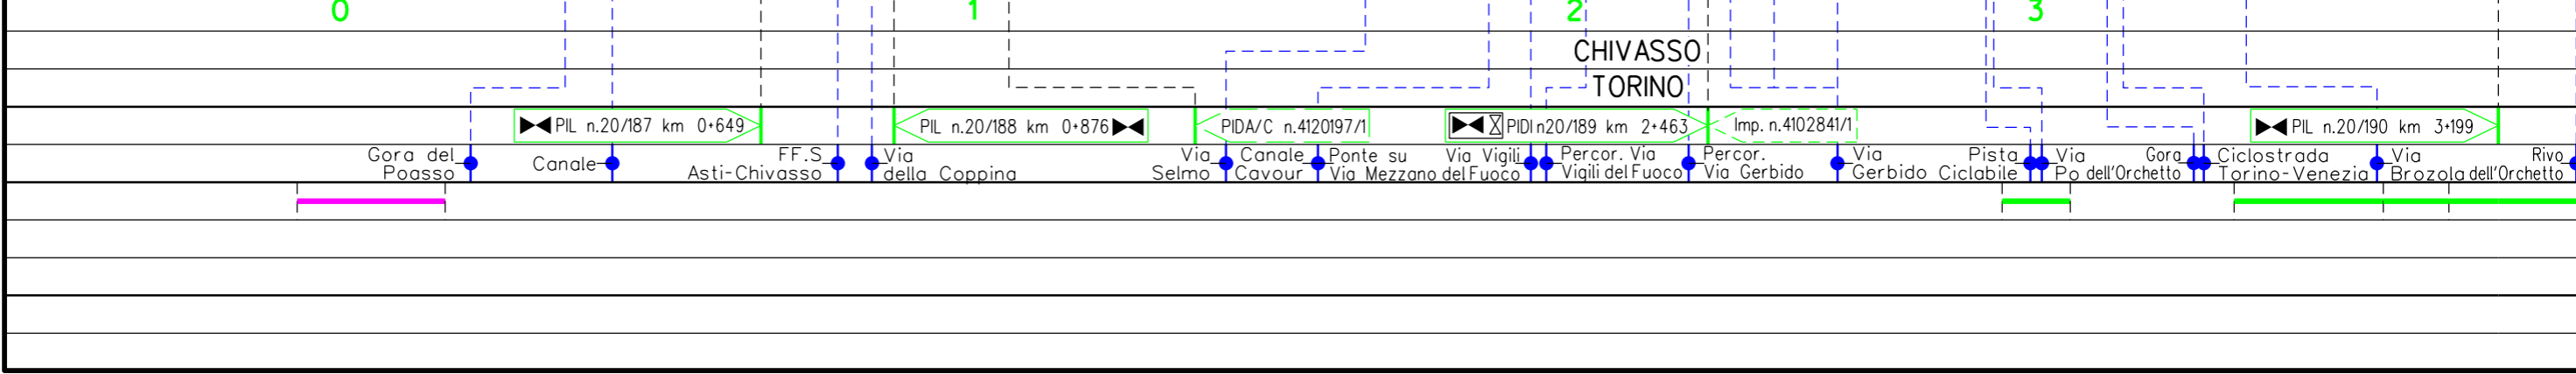 0 1 2 3
CHIVASSO
TORINO
PIL n.20/187 km 0+649
PIL n.20/188 km 0+876
PIDA/C n.4120197/1
PIDI n20/189 km 2+463
Imp. n.4102841/1
PIL n.20/190 km 3+199
Gora del
Poasso
Canale
FF.S
Asti-Chivasso
Via
della Coppina
Via
Selmo
Canale
Cavour
Ponte su
Via Mezzano
Via Vigili
del Fuoco
Percor. Via
Vigili del Fuoco
Percor.
Via Gerbido
Via
Gerbido
Pista
Ciclabile
Via
Po
Gora
dell'Orchetto
Ciclostrada
Torino-Venezia
Via
Brozola
Rivo
dell'Orchetto